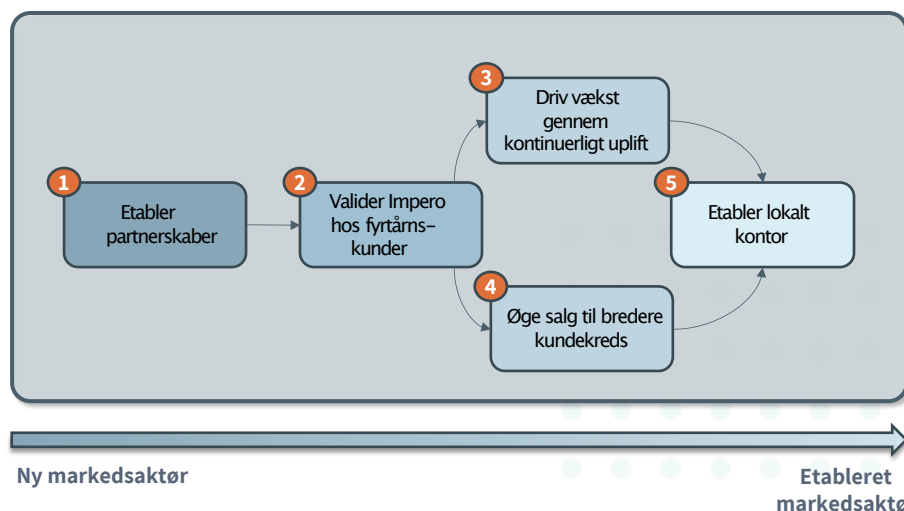 1
Etabler
partnerskaber
2
Valider Impero
hos fyrtårns-
kunder
3
Driv vækst
gennem
kontinuerligt uplift
4
Øge salg til bredere
kundekreds
5
Etabler lokalt
kontor
Ny markedsaktør
Etableret
markedsaktø